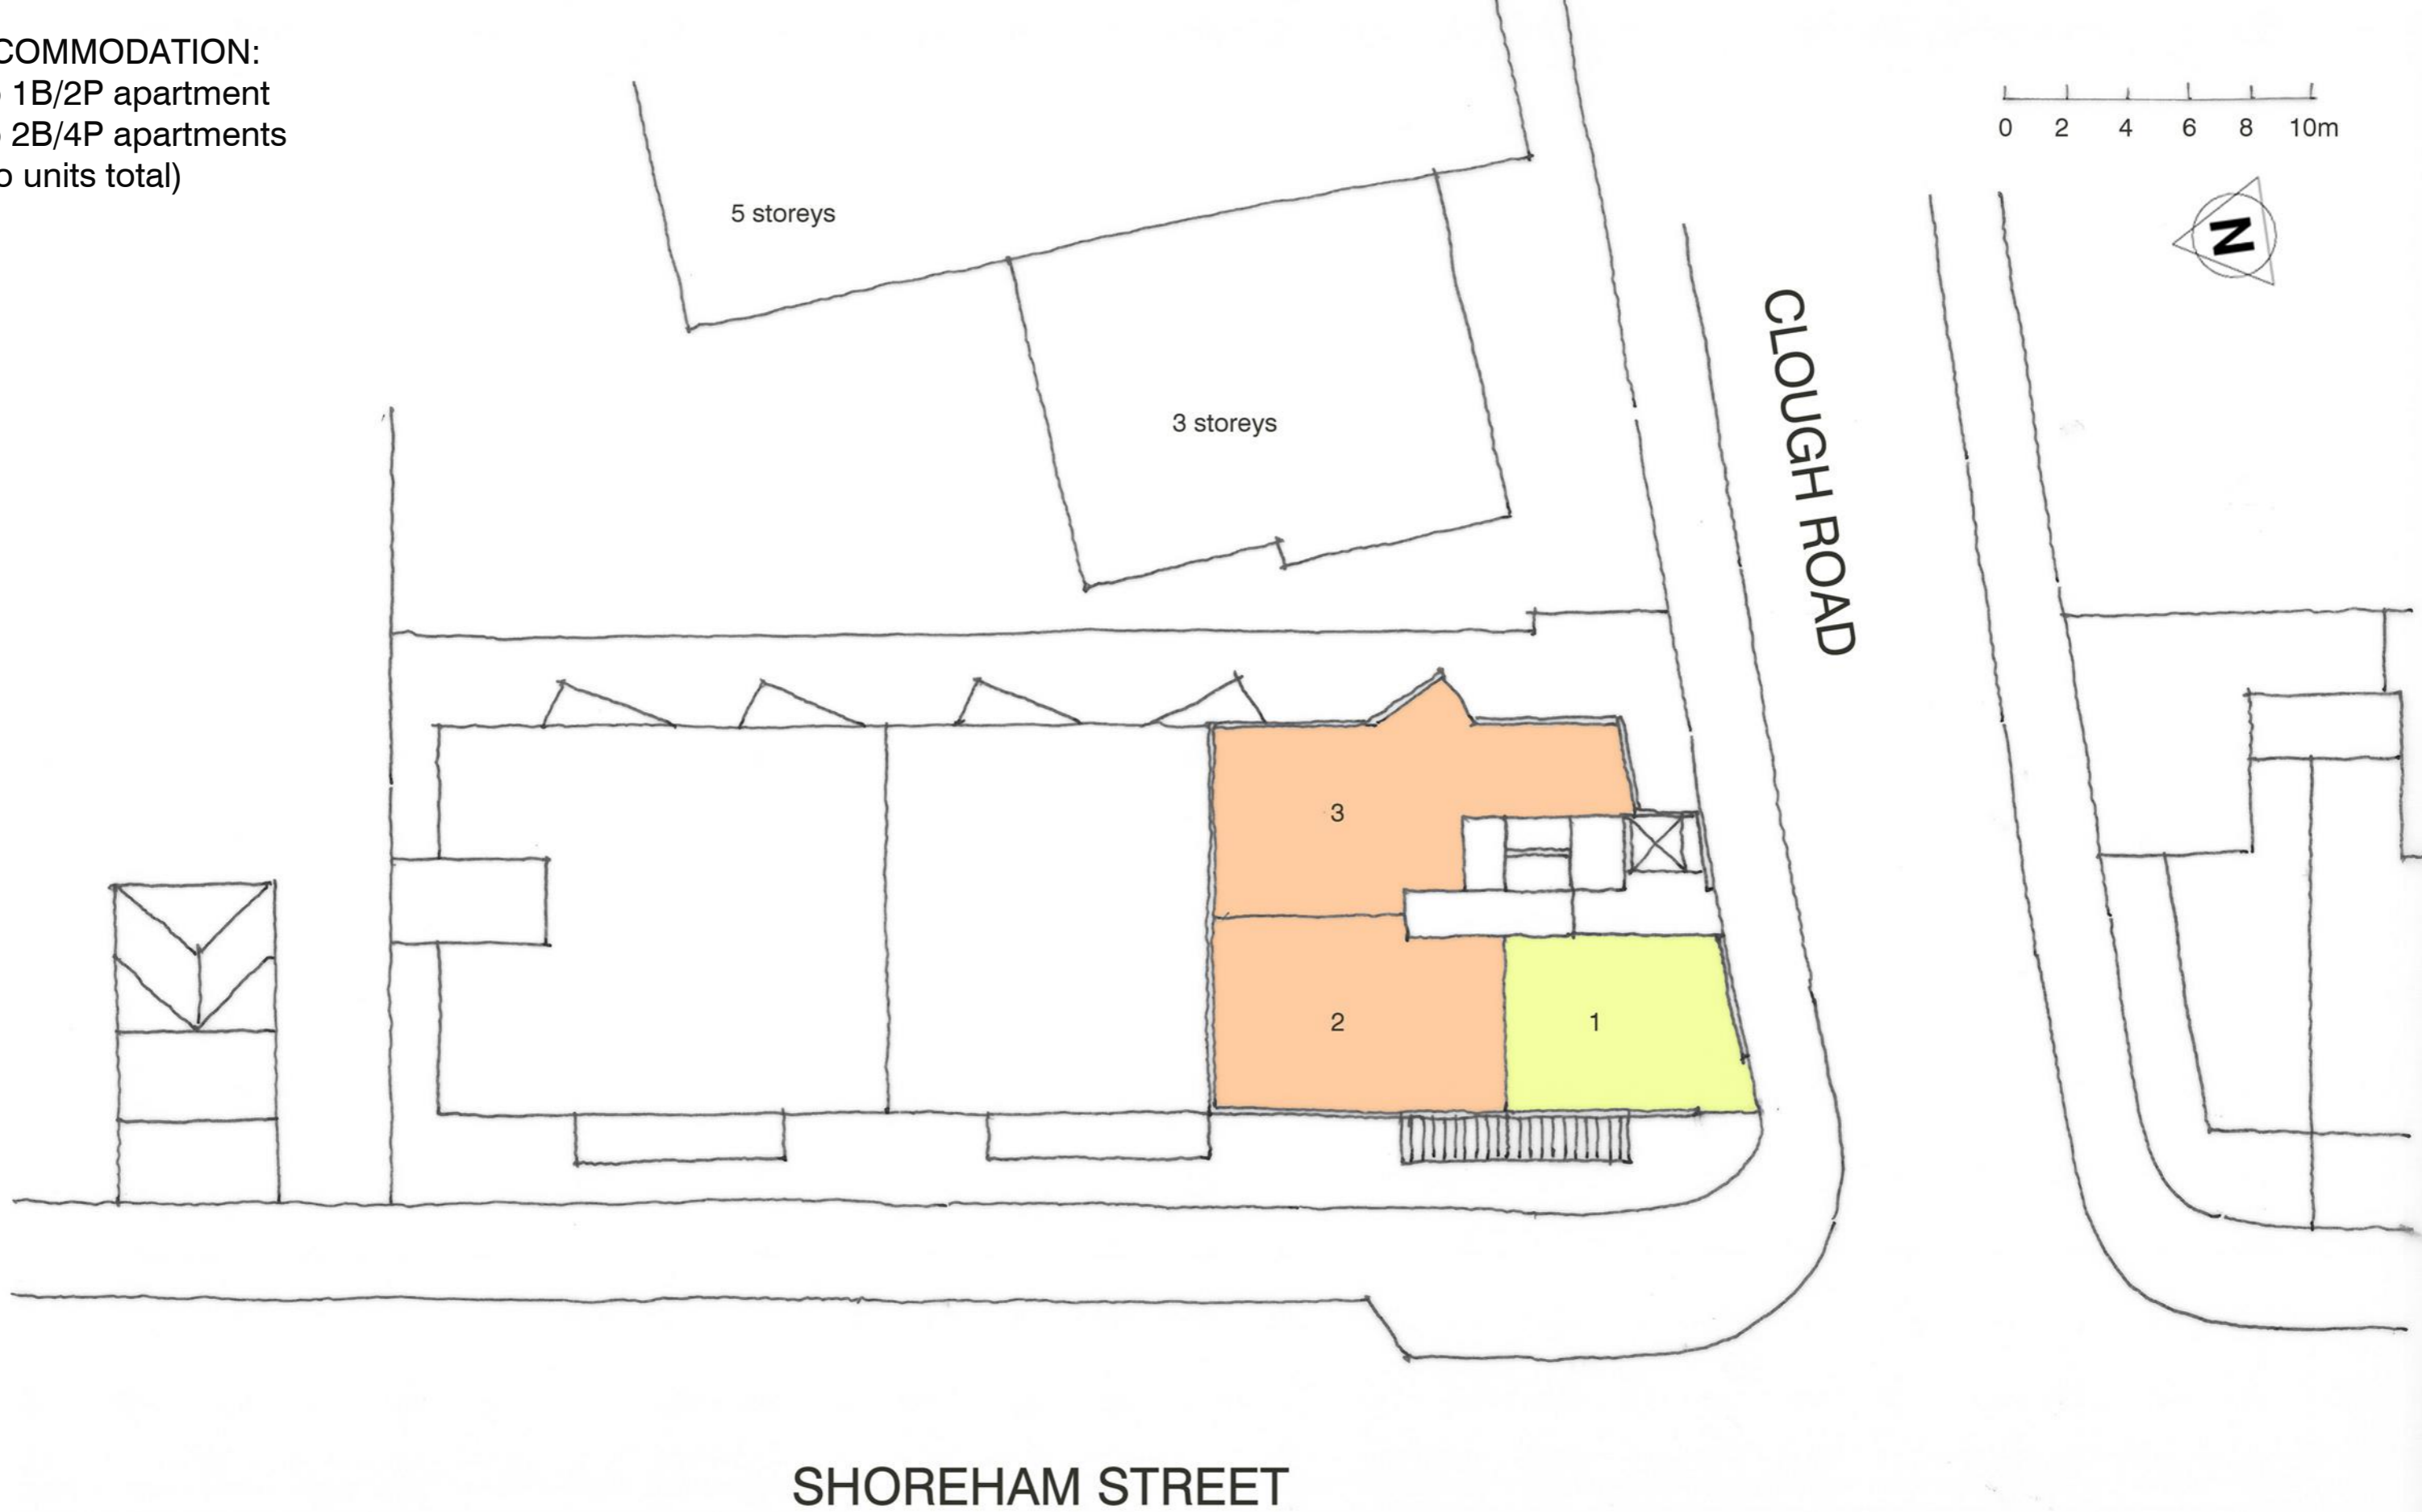 COMMODATION:
1B/2P apartment
2B/4P apartments
units total)
0 2 4 6 8 10m
N
5 storeys
3 storeys
CLOUGH ROAD
3
2
1
SHOREHAM STREET